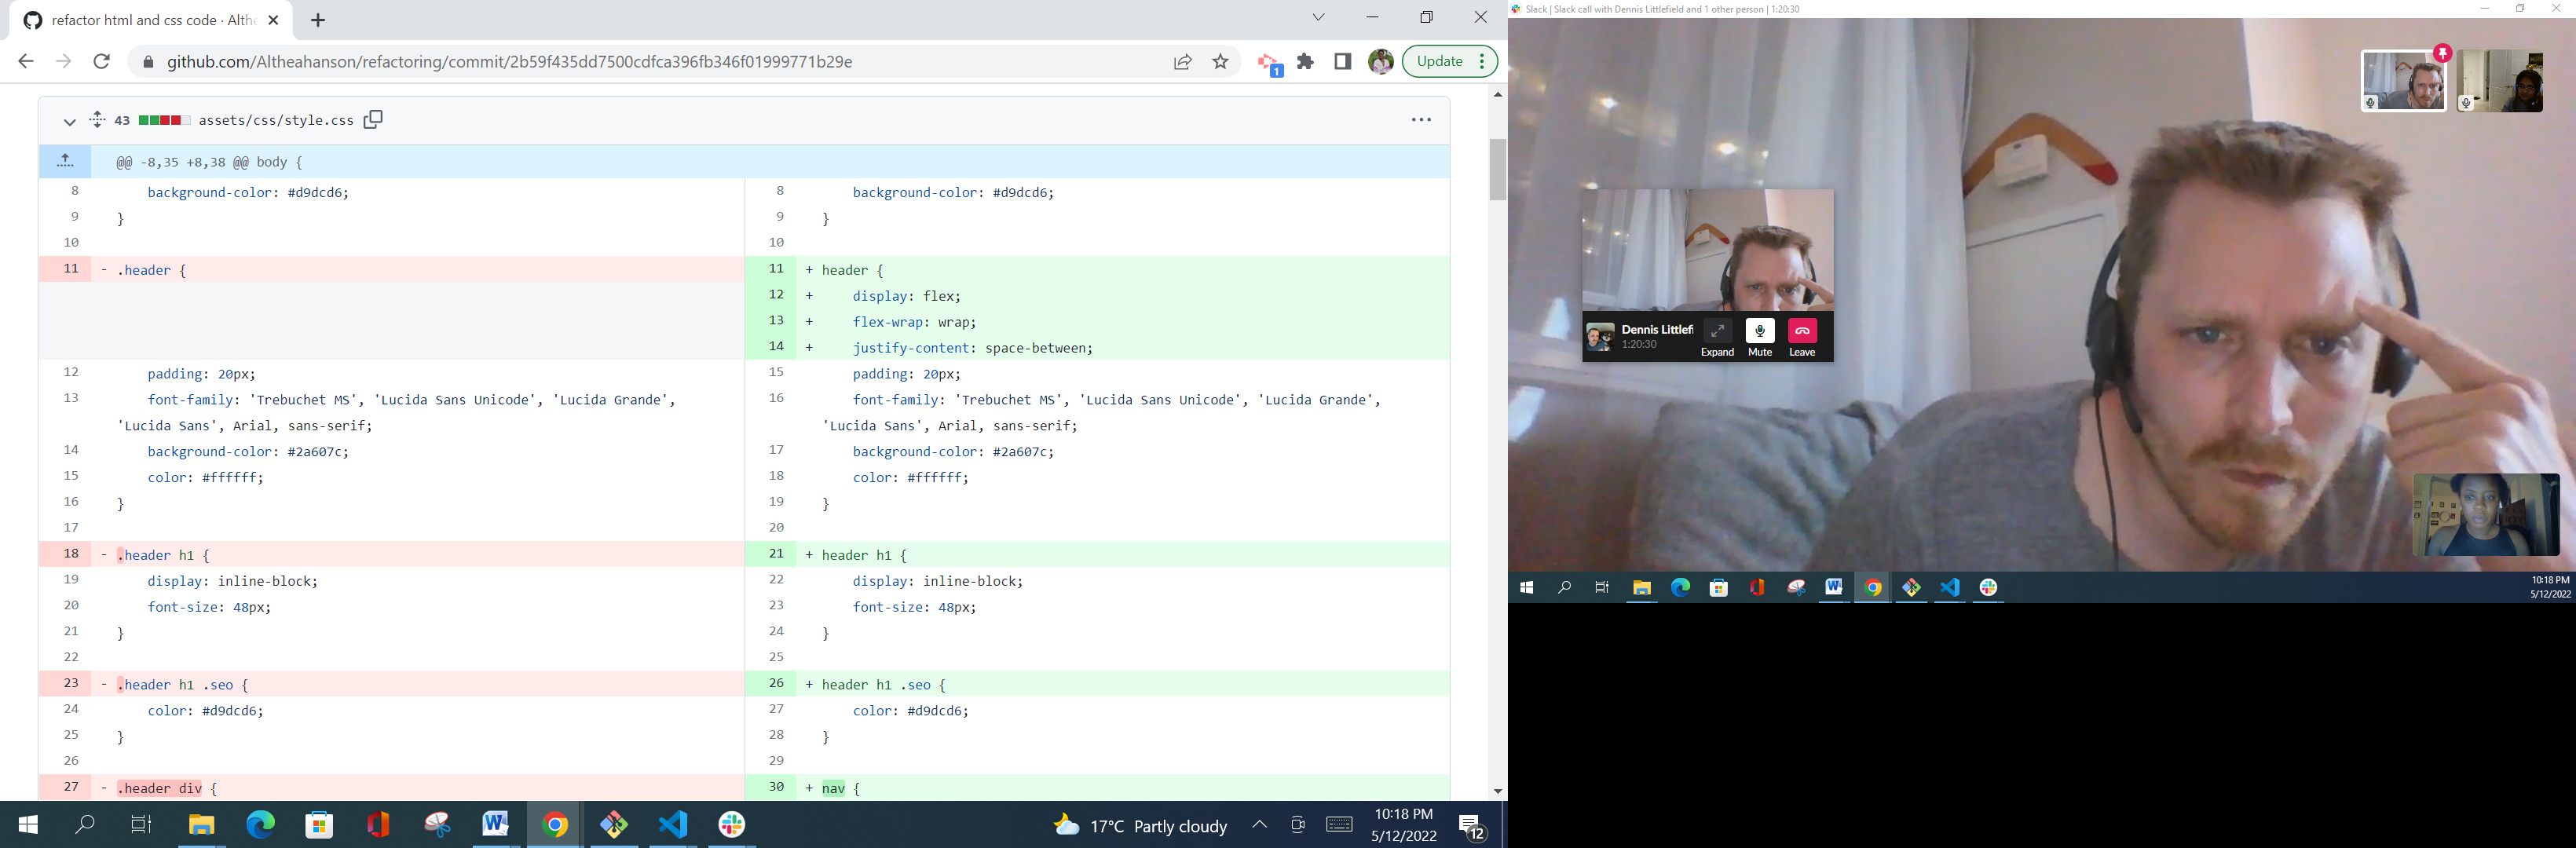 refactor html and css code · Althe
github.com/Altheahanson/refactoring/commit/2b59f435dd7500cdfca396fb346f01999771b29e
1
Update
43 assets/css/style.css
@@ -8,35 +8,38 @@ body {
8 background-color: #d9dcd6;
9 }
10
11 - .header {
12 padding: 20px;
13 font-family: 'Trebuchet MS', 'Lucida Sans Unicode', 'Lucida Grande',
'Lucida Sans', Arial, sans-serif;
14 background-color: #2a607c;
15 color: #ffffff;
16 }
17
18 - .header h1 {
19 display: inline-block;
20 font-size: 48px;
21 }
22
23 - .header h1 .seo {
24 color: #d9dcd6;
25 }
26
27 - .header div {
8 background-color: #d9dcd6;
9 }
10
11 + header {
12 + display: flex;
13 + flex-wrap: wrap;
14 + justify-content: space-between;
15 padding: 20px;
16 font-family: 'Trebuchet MS', 'Lucida Sans Unicode', 'Lucida Grande',
'Lucida Sans', Arial, sans-serif;
17 background-color: #2a607c;
18 color: #ffffff;
19 }
20
21 + header h1 {
22 display: inline-block;
23 font-size: 48px;
24 }
25
26 + header h1 .seo {
27 color: #d9dcd6;
28 }
29
30 + nav {
17°C Partly cloudy
10:18 PM
5/12/2022
12
Slack | Slack call with Dennis Littlefield and 1 other person | 1:20:30
Dennis Littlefi
1:20:30
Expand
Mute
Leave
10:18 PM
5/12/2022